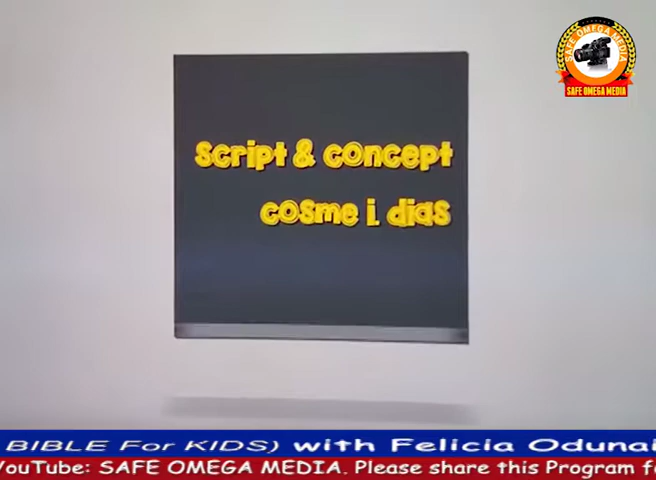 SAFE OMEGA MEDIA
SAFE OMEGA MEDIA
script & concept
cosme i. dias
BIBLE For KIDS) with Felicia Odunai
YouTube: SAFE OMEGA MEDIA. Please share this Program f